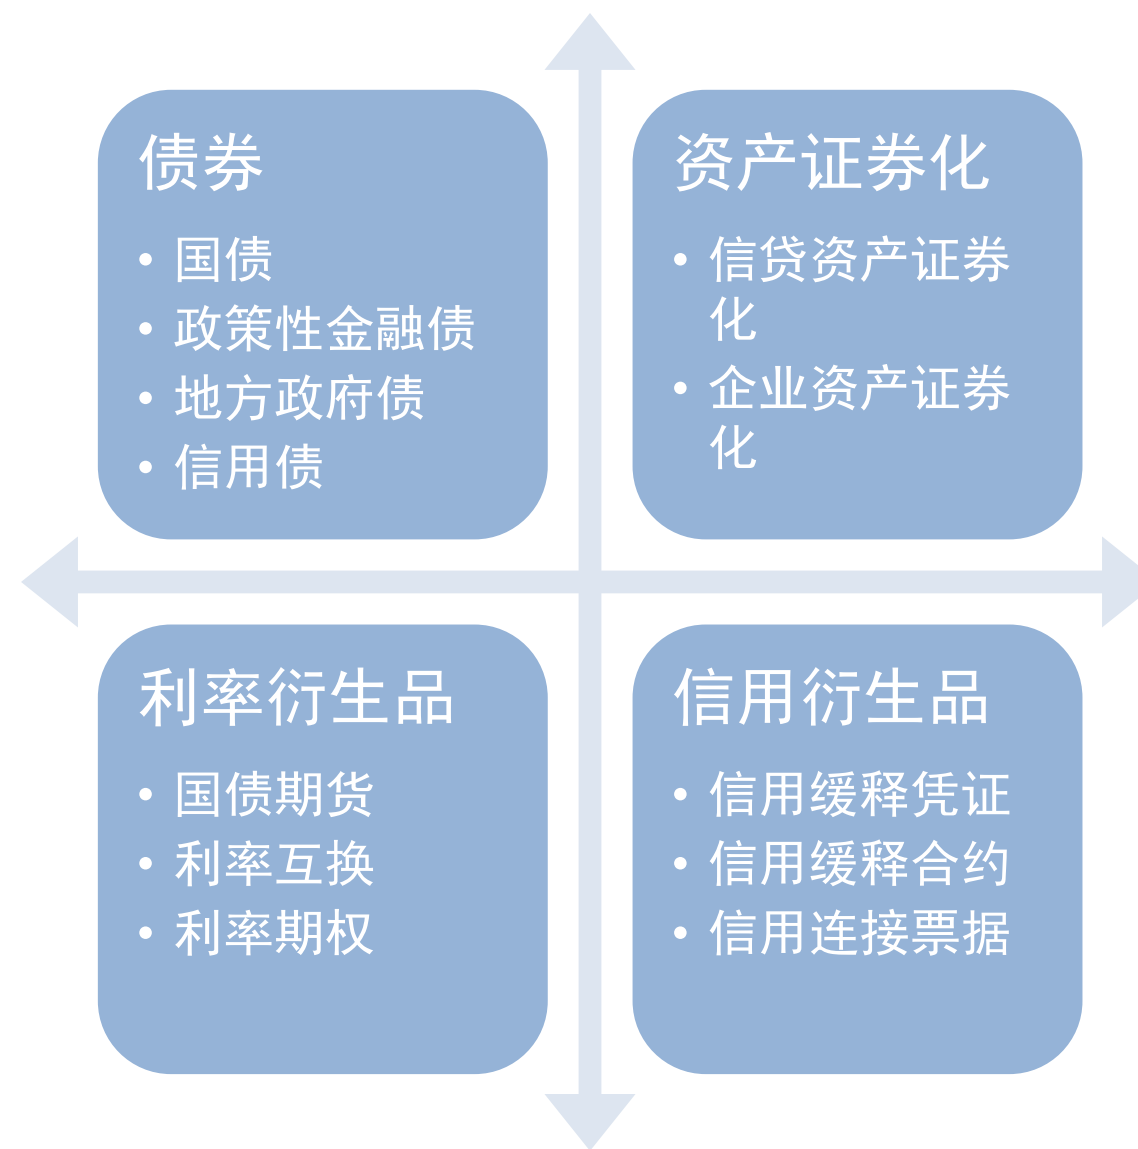 债券
• 国债
• 政策性金融债
• 地方政府债
• 信用债
资产证券化
• 信贷资产证券
化
• 企业资产证券
化
利率衍生品
• 国债期货
• 利率互换
• 利率期权
信用衍生品
• 信用缓释凭证
• 信用缓释合约
• 信用连接票据